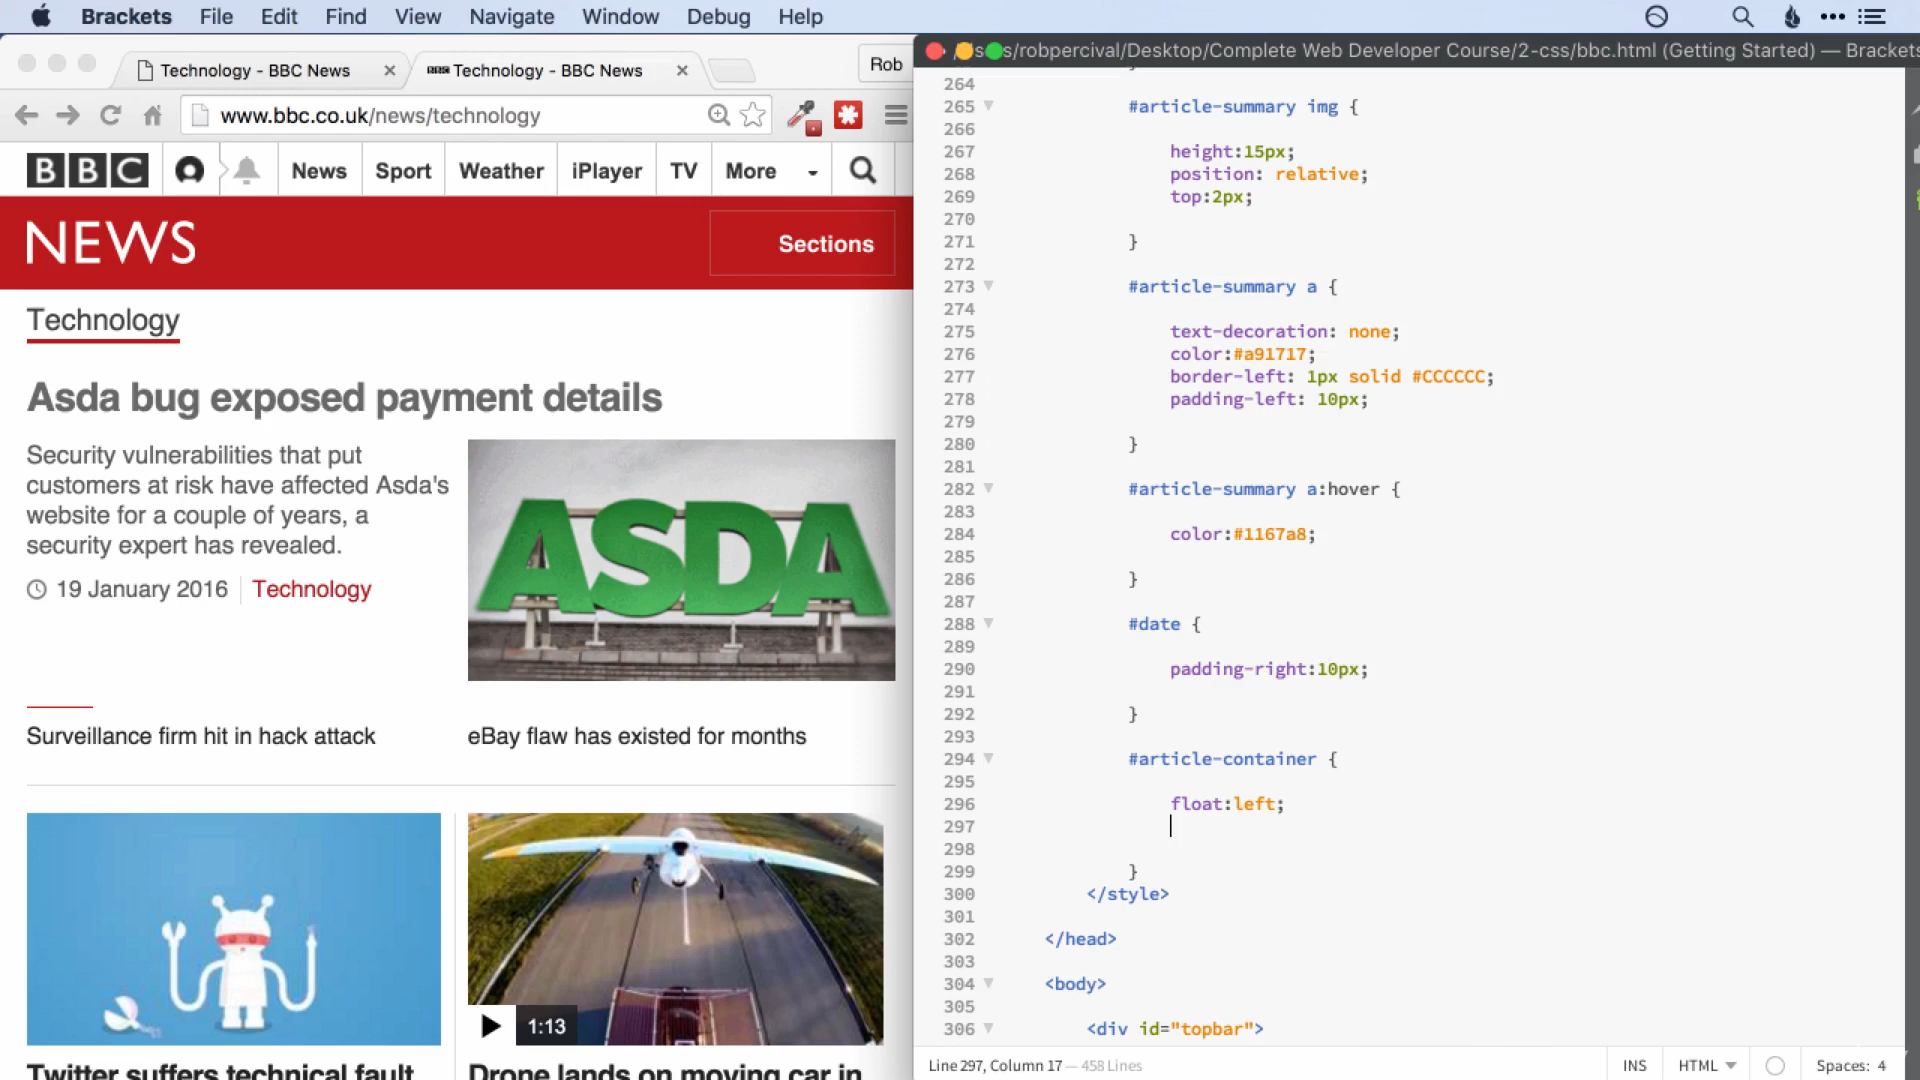 Brackets File Edit Find View Navigate Window Debug Help
Technology - BBC News
Technology - BBC News
Rob
www.bbc.co.uk/news/technology
BBC News Sport Weather iPlayer TV More
NEWS
Sections
Technology
Asda bug exposed payment details
Security vulnerabilities that put
customers at risk have affected Asda's
website for a couple of years, a
security expert has revealed.
19 January 2016 Technology
ASDA
Surveillance firm hit in hack attack
eBay flaw has existed for months
1:13
Twitter suffers technical fault
Drone lands on moving car in
s/robpercival/Desktop/Complete Web Developer Course/2-css/bbc.html (Getting Started) — Brackets
264
265 #article-summary img {
266
267 height:15px;
268 position: relative;
269 top:2px;
270
271 }
272
273 #article-summary a {
274
275 text-decoration: none;
276 color:#a91717;
277 border-left: 1px solid #CCCCCC;
278 padding-left: 10px;
279
280 }
281
282 #article-summary a:hover {
283
284 color:#1167a8;
285
286 }
287
288 #date {
289
290 padding-right:10px;
291
292 }
293
294 #article-container {
295
296 float:left;
297
298
299 }
300 </style>
301
302 </head>
303
304 <body>
305
306 <div id="topbar">
Line 297, Column 17 — 458 Lines
INS HTML Spaces: 4